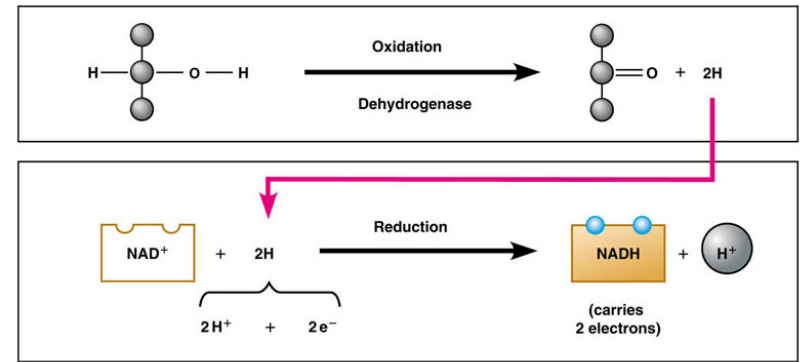 Oxidation
H — O — H
O + 2H
Dehydrogenase
Reduction
NAD⁺ + 2H
NADH + H⁺
2H⁺ + 2e⁻
(carries
2 electrons)